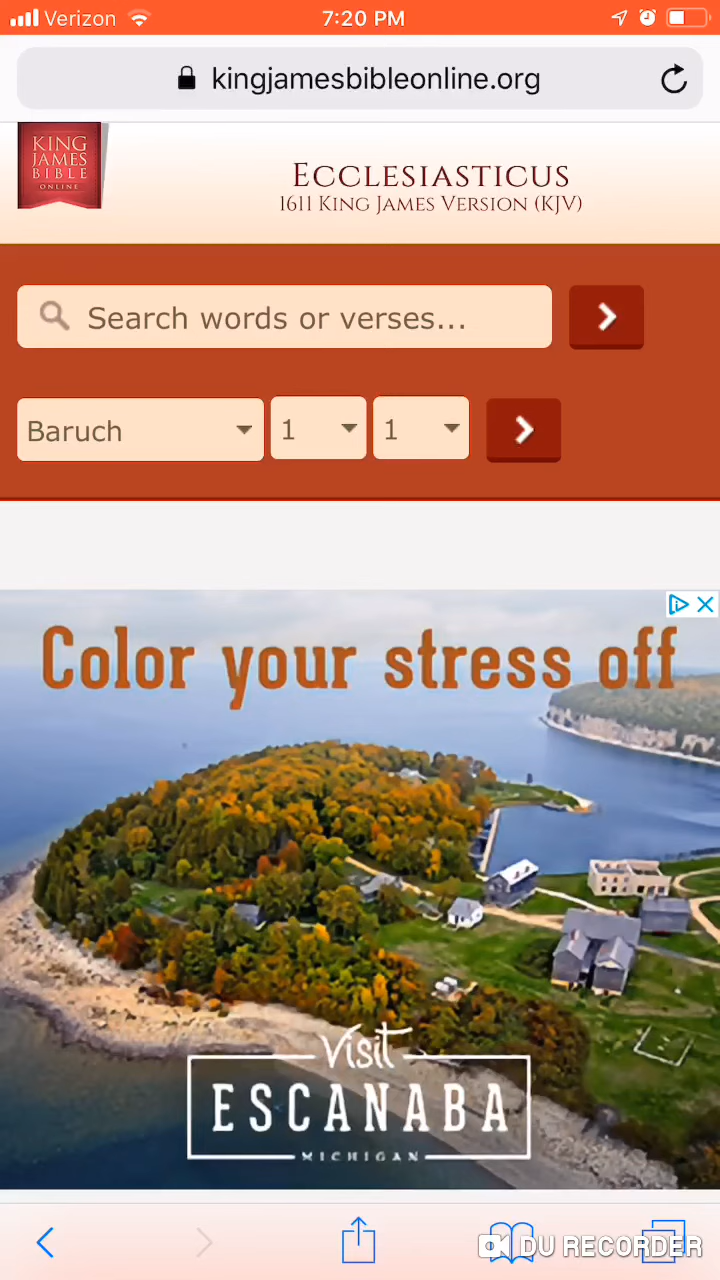 Verizon 7:20 PM
kingjamesbibleonline.org
KING
JAMES
BIBLE
ONLINE
ECCLESIASTICUS
1611 KING JAMES VERSION (KJV)
Search words or verses...
Baruch 1 1
Color your stress off
Visit
ESCANABA
MICHIGAN
DU RECORDER